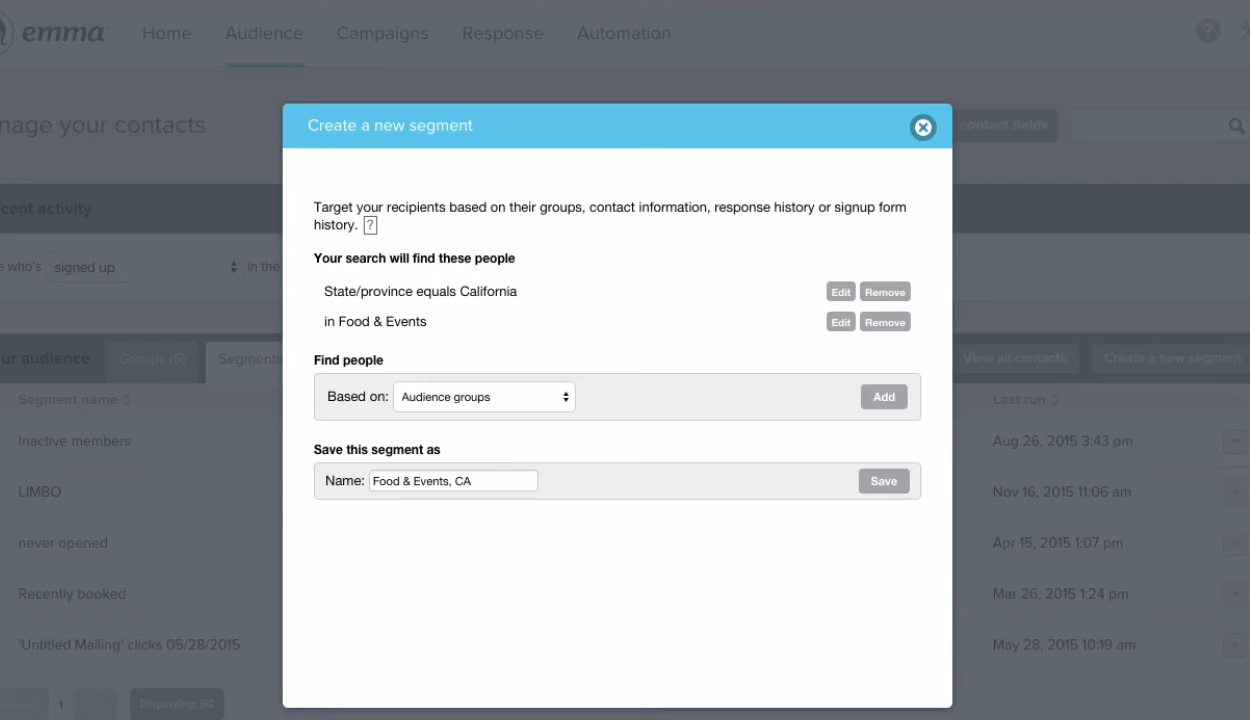 emma
Home
Audience
Campaigns
Response
Automation
?
nage your contacts
Create a new segment
contact fields
cent activity
Target your recipients based on their groups, contact information, response history or signup form
history. ?
e who's signed up in the
Your search will find these people
State/province equals California Edit Remove
in Food & Events Edit Remove
ur audience Groups (6) Segments
View all contacts Create a new segment
Find people
Based on: Audience groups Add
Segment name
Last run
Inactive members Aug 26, 2015 3:43 pm
Save this segment as
Name: Food & Events, CA Save
LIMBO Nov 16, 2015 11:06 am
never opened Apr 15, 2015 1:07 pm
Recently booked Mar 26, 2015 1:24 pm
'Untitled Mailing' clicks 05/28/2015 May 28, 2015 10:19 am
1 Displaying 50